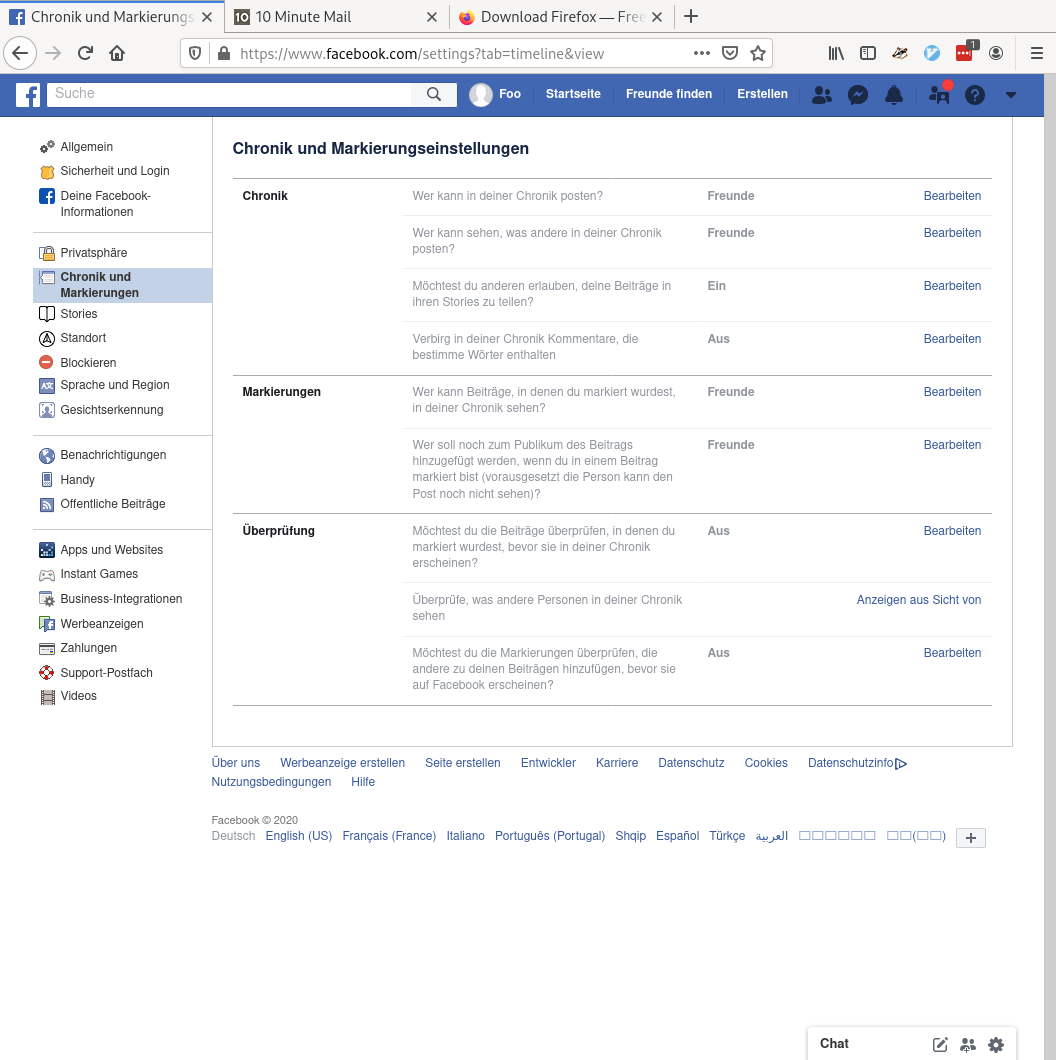 Chronik und Markierungs
10 Minute Mail
Download Firefox — Free
https://www.facebook.com/settings?tab=timeline&view
1
Suche
Foo Startseite Freunde finden Erstellen
Allgemein
Sicherheit und Login
Deine Facebook-
Informationen
Privatsphäre
Chronik und
Markierungen
Stories
Standort
Blockieren
Sprache und Region
Gesichtserkennung
Benachrichtigungen
Handy
Öffentliche Beiträge
Apps und Websites
Instant Games
Business-Integrationen
Werbeanzeigen
Zahlungen
Support-Postfach
Videos
Chronik und Markierungseinstellungen
Chronik Wer kann in deiner Chronik posten? Freunde Bearbeiten
Wer kann sehen, was andere in deiner Chronik Freunde Bearbeiten
posten?
Möchtest du anderen erlauben, deine Beiträge in Ein Bearbeiten
ihren Stories zu teilen?
Verbirg in deiner Chronik Kommentare, die Aus Bearbeiten
bestimme Wörter enthalten
Markierungen Wer kann Beiträge, in denen du markiert wurdest, Freunde Bearbeiten
in deiner Chronik sehen?
Wer soll noch zum Publikum des Beitrags Freunde Bearbeiten
hinzugefügt werden, wenn du in einem Beitrag
markiert bist (vorausgesetzt die Person kann den
Post noch nicht sehen)?
Überprüfung Möchtest du die Beiträge überprüfen, in denen du Aus Bearbeiten
markiert wurdest, bevor sie in deiner Chronik
erscheinen?
Überprüfe, was andere Personen in deiner Chronik Anzeigen aus Sicht von
sehen
Möchtest du die Markierungen überprüfen, die Aus Bearbeiten
andere zu deinen Beiträgen hinzufügen, bevor sie
auf Facebook erscheinen?
Über uns Werbeanzeige erstellen Seite erstellen Entwickler Karriere Datenschutz Cookies Datenschutzinfo
Nutzungsbedingungen Hilfe
Facebook © 2020
Deutsch English (US) Français (France) Italiano Português (Portugal) Shqip Español Türkçe العربية
Chat